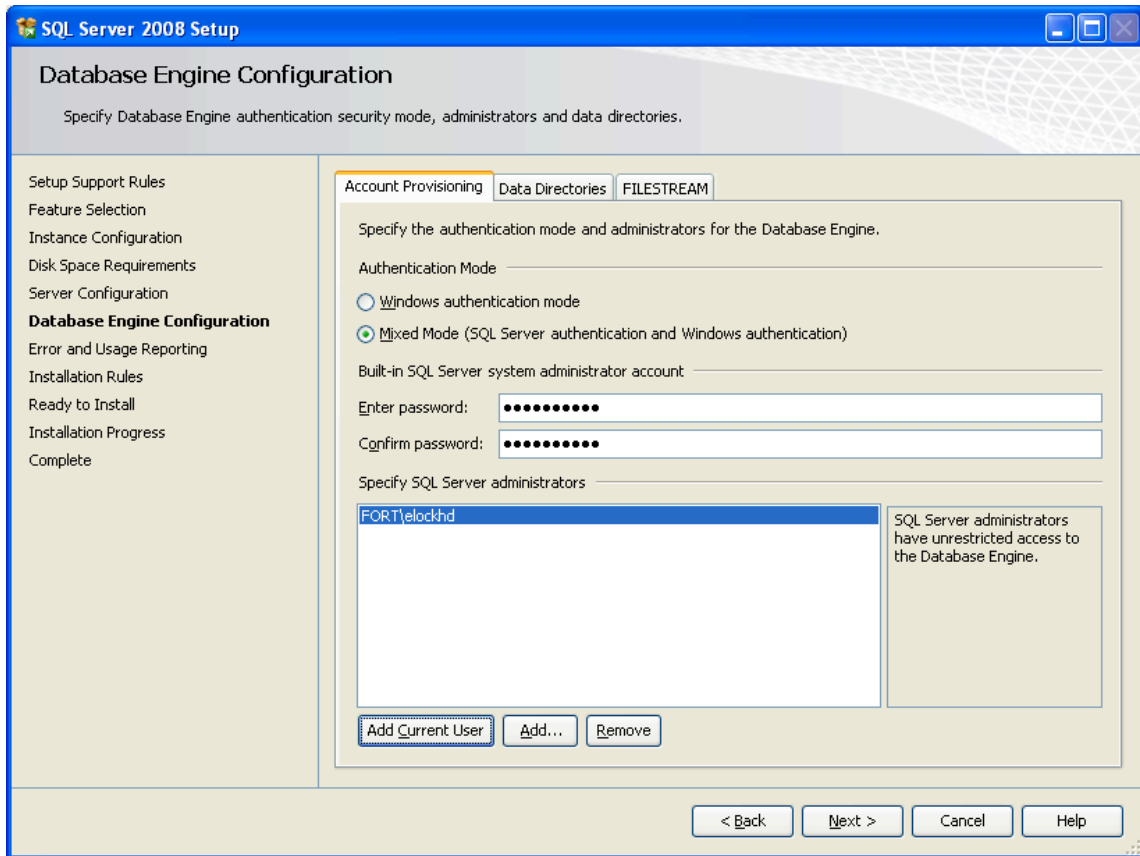 SQL Server 2008 Setup
Database Engine Configuration
Specify Database Engine authentication security mode, administrators and data directories.
Setup Support Rules
Feature Selection
Instance Configuration
Disk Space Requirements
Server Configuration
Database Engine Configuration
Error and Usage Reporting
Installation Rules
Ready to Install
Installation Progress
Complete
Account Provisioning
Data Directories
FILESTREAM
Specify the authentication mode and administrators for the Database Engine.
Authentication Mode
Windows authentication mode
Mixed Mode (SQL Server authentication and Windows authentication)
Built-in SQL Server system administrator account
Enter password: ●●●●●●●●●●
Confirm password: ●●●●●●●●●●
Specify SQL Server administrators
FORT\elockhd
SQL Server administrators
have unrestricted access to
the Database Engine.
Add Current User
Add...
Remove
< Back
Next >
Cancel
Help